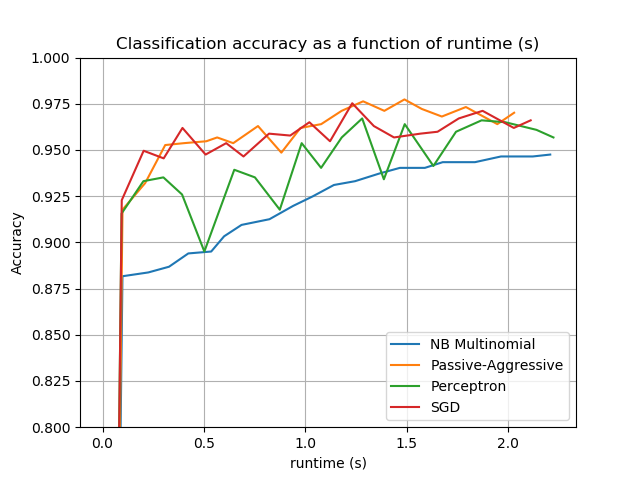 Classification accuracy as a function of runtime (s)
1.000
0.975
0.950
0.925
0.900
0.875
0.850
0.825
0.800
Accuracy
0.0 0.5 1.0 1.5 2.0
runtime (s)
NB Multinomial
Passive-Aggressive
Perceptron
SGD